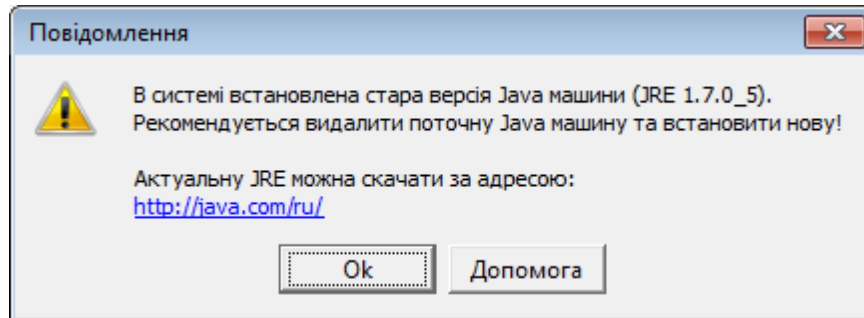 Повідомлення
В системі встановлена стара версія Java машини (JRE 1.7.0_5).
Рекомендується видалити поточну Java машину та встановити нову!
Актуальну JRE можна скачати за адресою:
http://java.com/ru/
Ok
Допомога